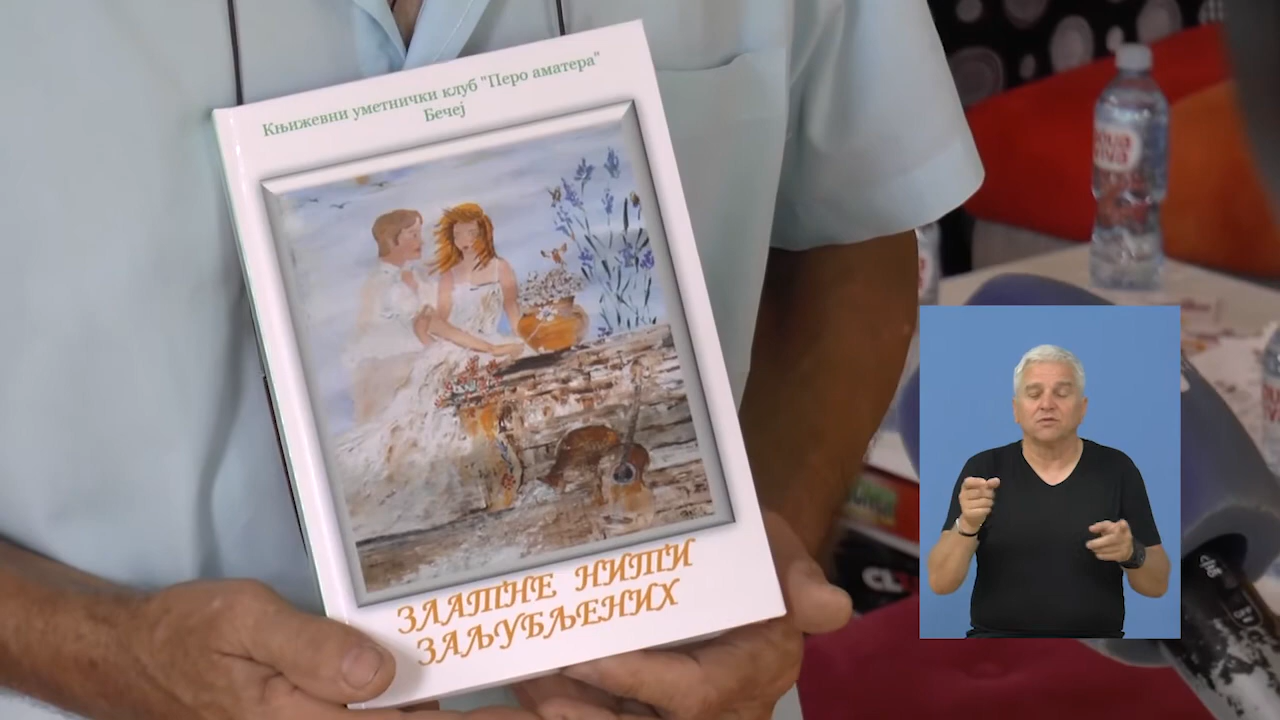 Књижевни уметнички клуб "Перо аматера"
Бечеј
ЗЛАТНЕ НИТИ
ЗАЉУБЉЕНИХ